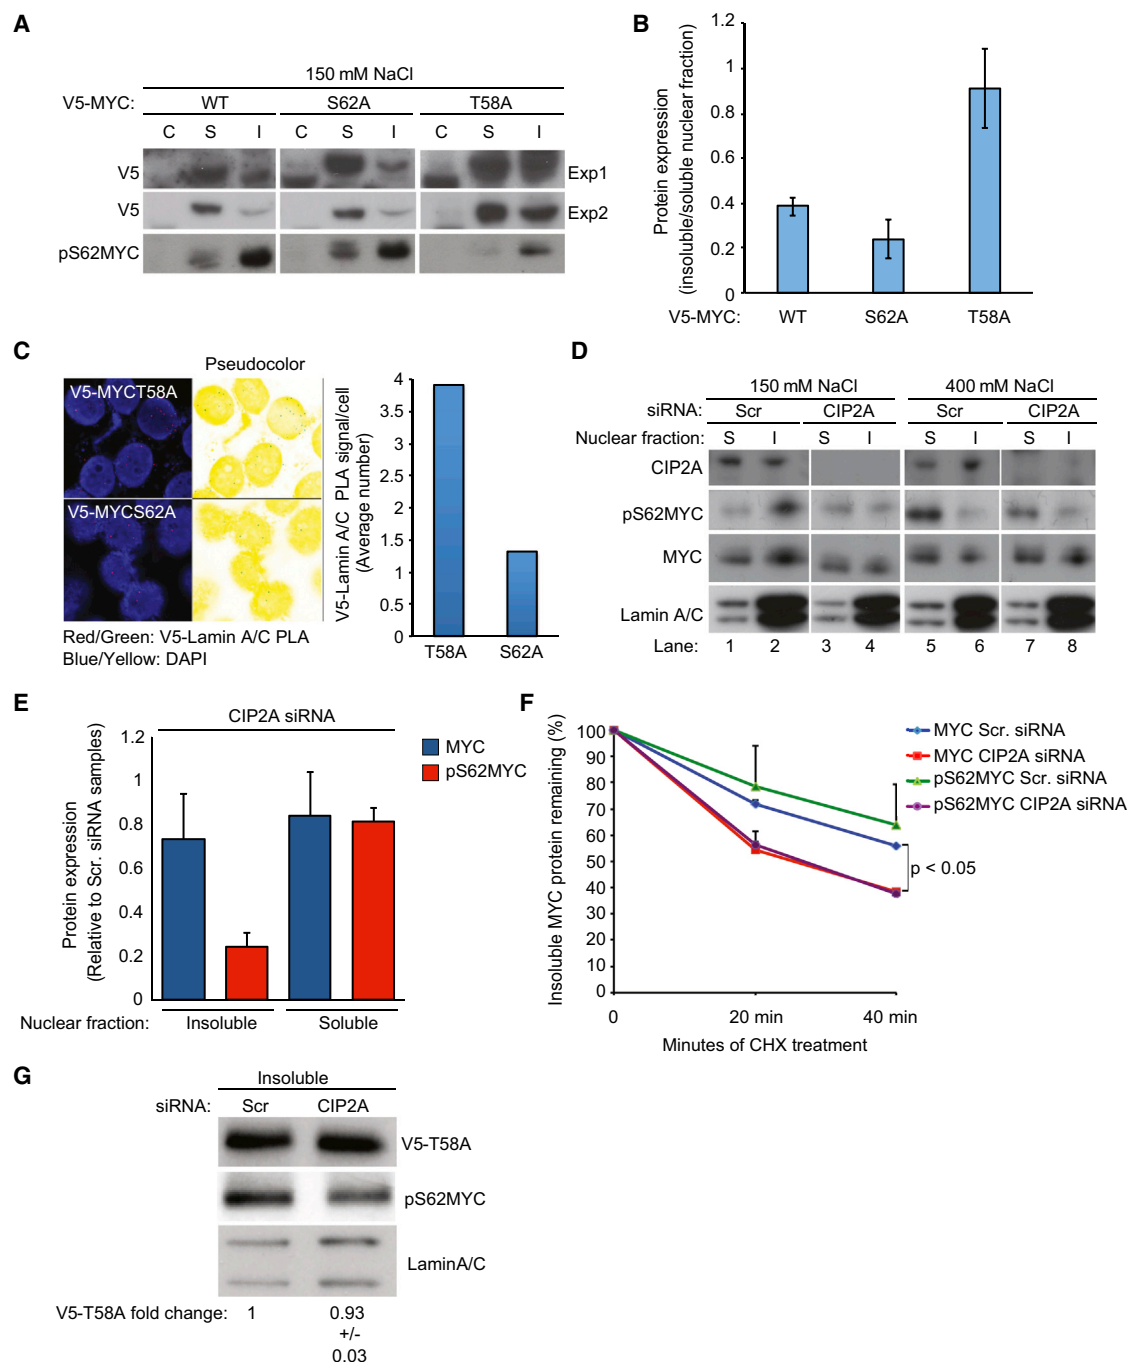 A
150 mM NaCl
V5-MYC: WT S62A T58A
C S I C S I C S I
V5 Exp1
V5 Exp2
pS62MYC
B
Protein expression
(insoluble/soluble nuclear fraction)
1.2
1
0.8
0.6
0.4
0.2
0
V5-MYC: WT S62A T58A
C
Pseudocolor
V5-MYCT58A
V5-MYCS62A
Red/Green: V5-Lamin A/C PLA
Blue/Yellow: DAPI
V5-Lamin A/C PLA signal/cell
(Average number)
4
3.5
3
2.5
2
1.5
1
0.5
0
T58A S62A
D
150 mM NaCl 400 mM NaCl
siRNA: Scr CIP2A Scr CIP2A
Nuclear fraction: S I S I S I S I
CIP2A
pS62MYC
MYC
Lamin A/C
Lane: 1 2 3 4 5 6 7 8
E
CIP2A siRNA
Protein expression
(Relative to Scr. siRNA samples)
1.2
1
0.8
0.6
0.4
0.2
0
MYC
pS62MYC
Nuclear fraction: Insoluble Soluble
F
Insoluble MYC protein remaining (%)
100
90
80
70
60
50
40
30
20
10
0
0 20 min 40 min
Minutes of CHX treatment
MYC Scr. siRNA
MYC CIP2A siRNA
pS62MYC Scr. siRNA
pS62MYC CIP2A siRNA
p < 0.05
G
Insoluble
siRNA: Scr CIP2A
V5-T58A
pS62MYC
LaminA/C
V5-T58A fold change: 1 0.93
+/-
0.03